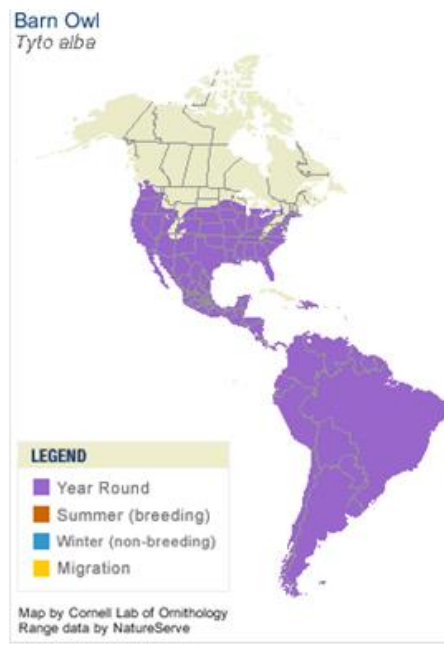 Barn Owl
Tyto alba
LEGEND
Year Round
Summer (breeding)
Winter (non-breeding)
Migration
Map by Cornell Lab of Ornithology
Range data by NatureServe